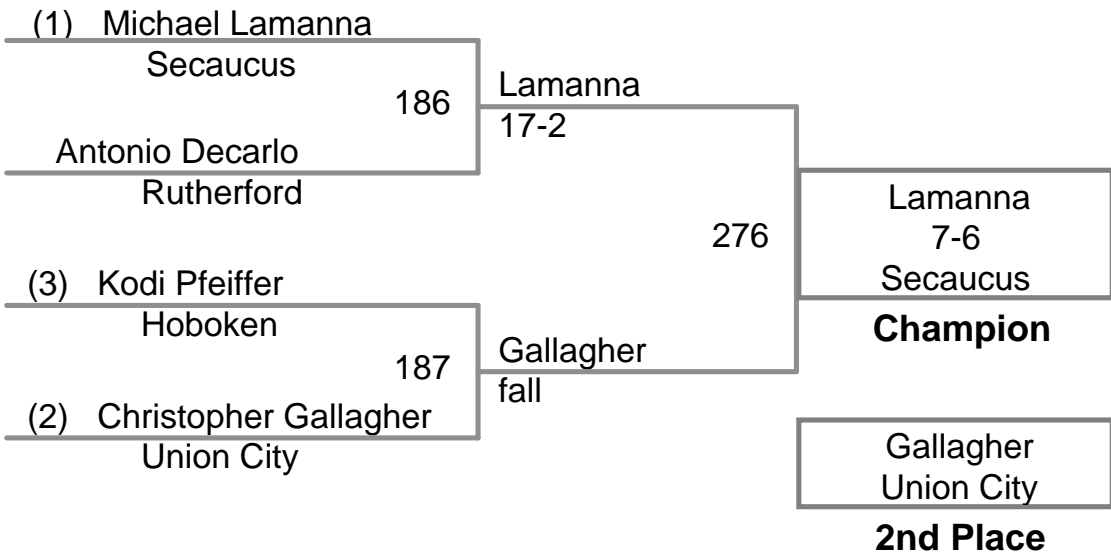 (1) Michael Lamanna
Secaucus
186
Antonio Decarlo
Rutherford
(3) Kodi Pfeiffer
Hoboken
187
(2) Christopher Gallagher
Union City
Lamanna
17-2
276
Gallagher
fall
Lamanna
7-6
Secaucus
Champion
Gallagher
Union City
2nd Place